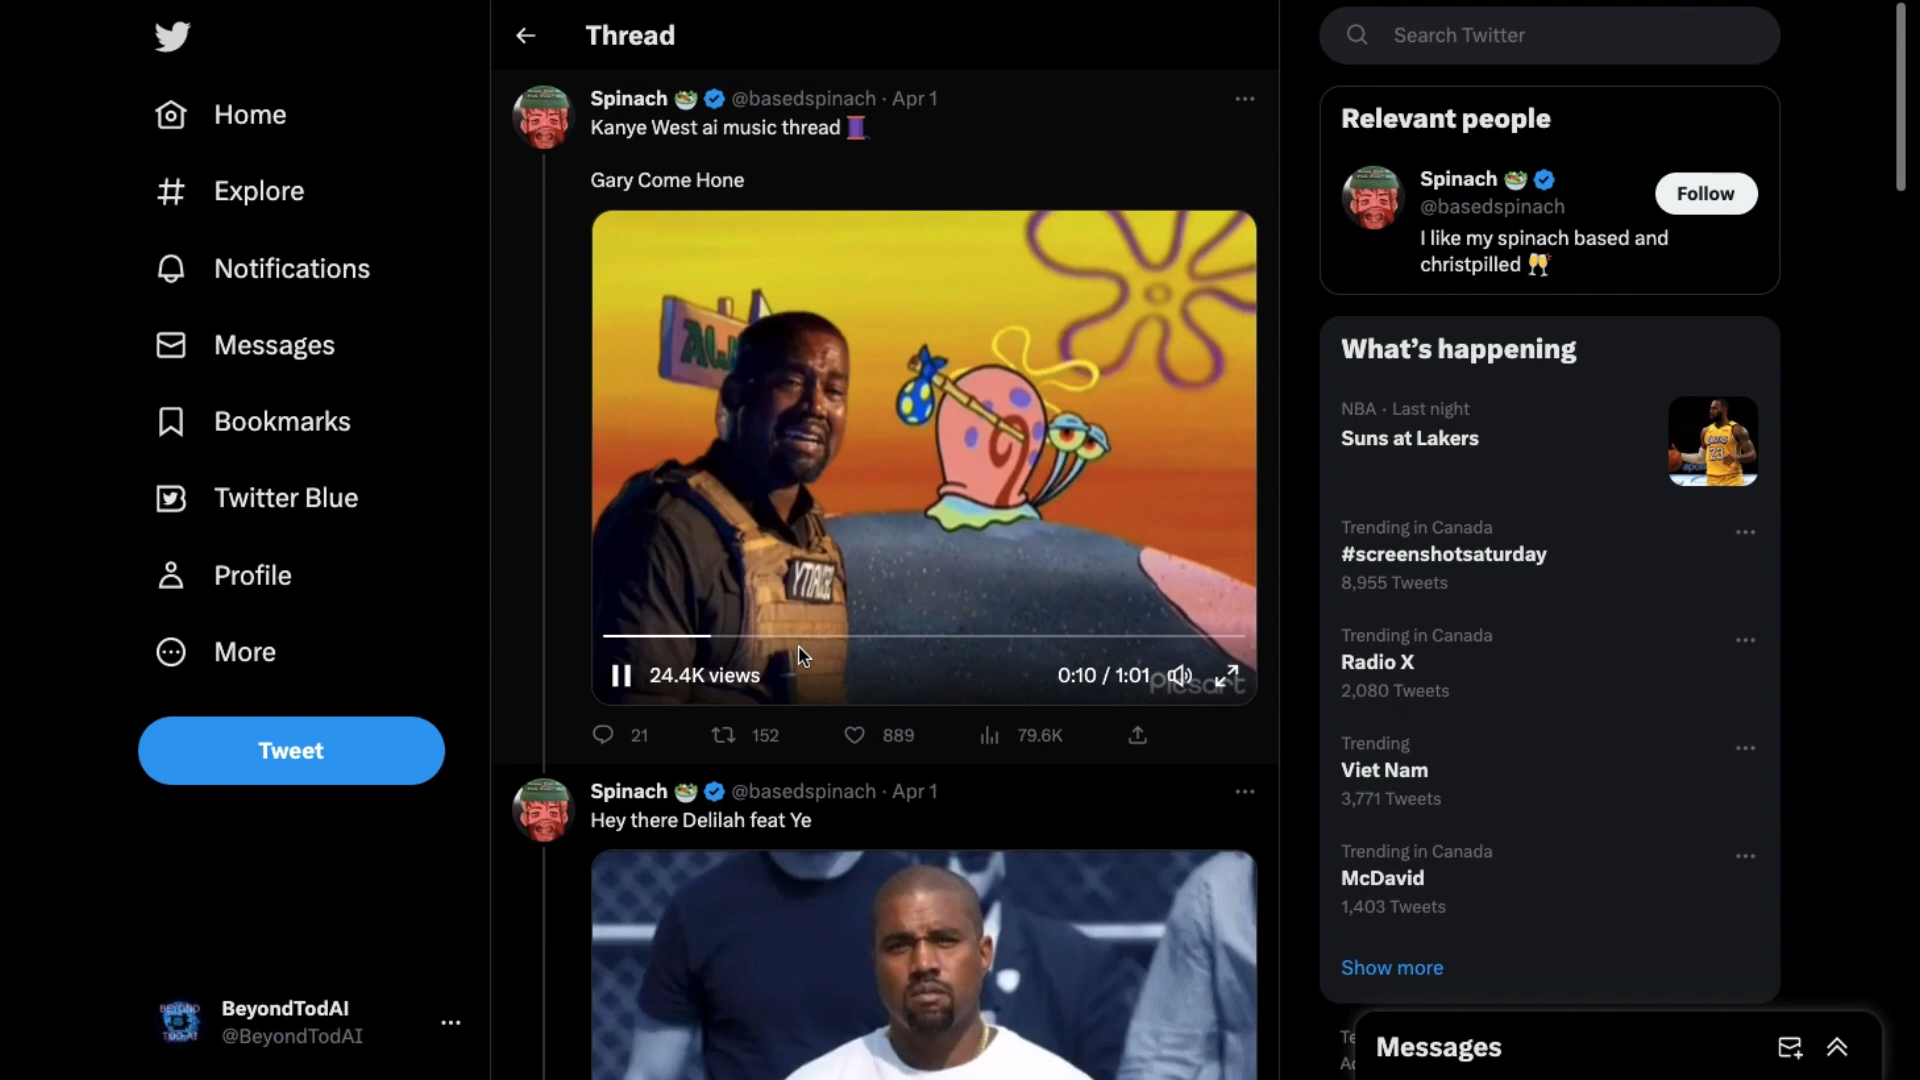 Home
Explore
Notifications
Messages
Bookmarks
Twitter Blue
Profile
More
Tweet
BeyondTodAI
@BeyondTodAI
Thread
Spinach @basedspinach · Apr 1
Kanye West ai music thread
Gary Come Hone
24.4K views
0:10 / 1:01
Picsart
21 152 889 79.6K
Spinach @basedspinach · Apr 1
Hey there Delilah feat Ye
Search Twitter
Relevant people
Spinach
@basedspinach
Follow
I like my spinach based and
christpilled
What's happening
NBA · Last night
Suns at Lakers
23
Trending in Canada
#screenshotsaturday
8,955 Tweets
Trending in Canada
Radio X
2,080 Tweets
Trending
Viet Nam
3,771 Tweets
Trending in Canada
McDavid
1,403 Tweets
Show more
Messages